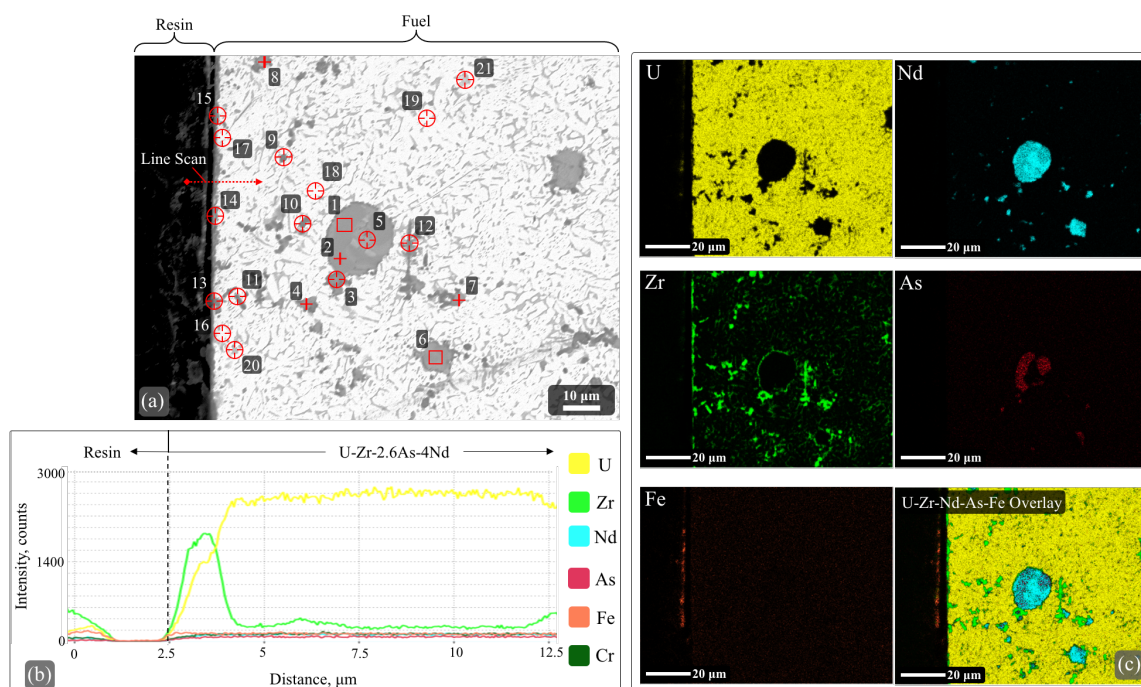 Resin
Fuel
8
21
15
19
17
9
Line Scan
18
14
10
1
5
12
2
13
11
4
3
7
16
6
20
(a)
10 µm
Resin
U-Zr-2.6As-4Nd
3000
1400
0
Intensity, counts
0
2.5
5
7.5
10
12.5
Distance, µm
U
Zr
Nd
As
Fe
Cr
(b)
U
20 µm
Nd
20 µm
Zr
20 µm
As
20 µm
Fe
20 µm
U-Zr-Nd-As-Fe Overlay
20 µm
(c)